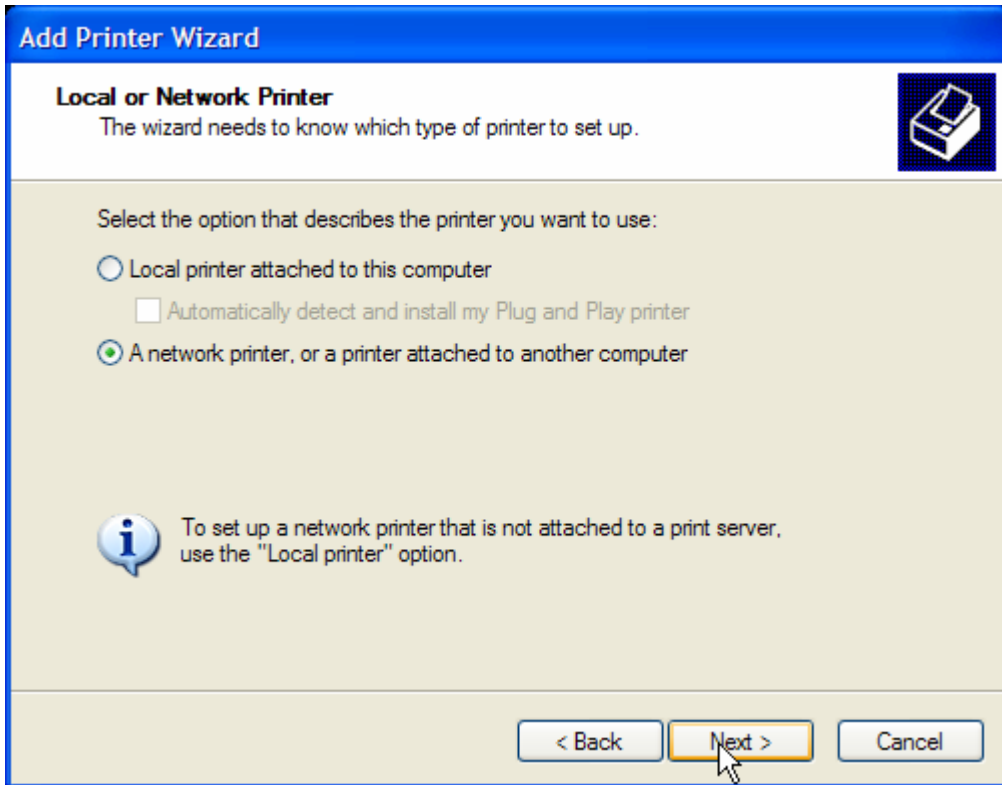 Add Printer Wizard
Local or Network Printer
The wizard needs to know which type of printer to set up.
Select the option that describes the printer you want to use:
Local printer attached to this computer
Automatically detect and install my Plug and Play printer
A network printer, or a printer attached to another computer
To set up a network printer that is not attached to a print server,
use the "Local printer" option.
< Back Next > Cancel